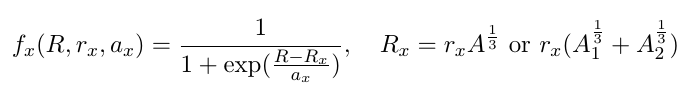 f_x(R, r_x, a_x) = \frac{1}{1 + \exp(\frac{R - R_x}{a_x})}, \quad R_x = r_x A^{\frac{1}{3}} \text{ or } r_x(A_1^{\frac{1}{3}} + A_2^{\frac{1}{3}})